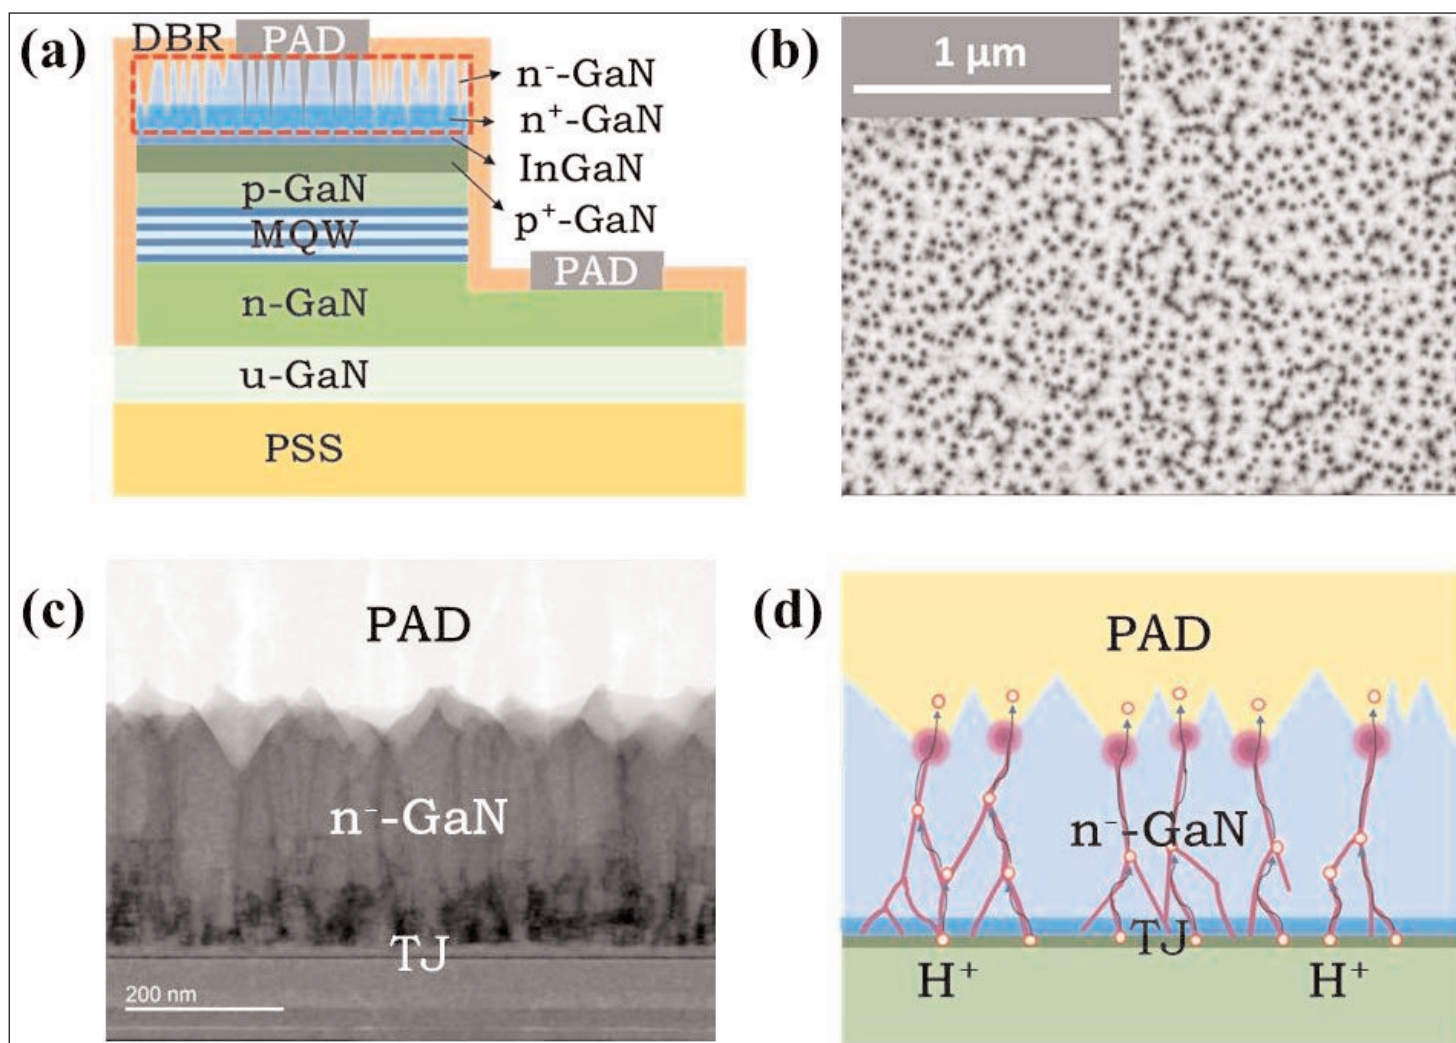 (a)
DBR
PAD
n⁻-GaN
n⁺-GaN
InGaN
p-GaN
p⁺-GaN
MQW
PAD
n-GaN
u-GaN
PSS
(b)
1 µm
(c)
PAD
n⁻-GaN
TJ
200 nm
(d)
PAD
n⁻-GaN
TJ
H⁺
H⁺